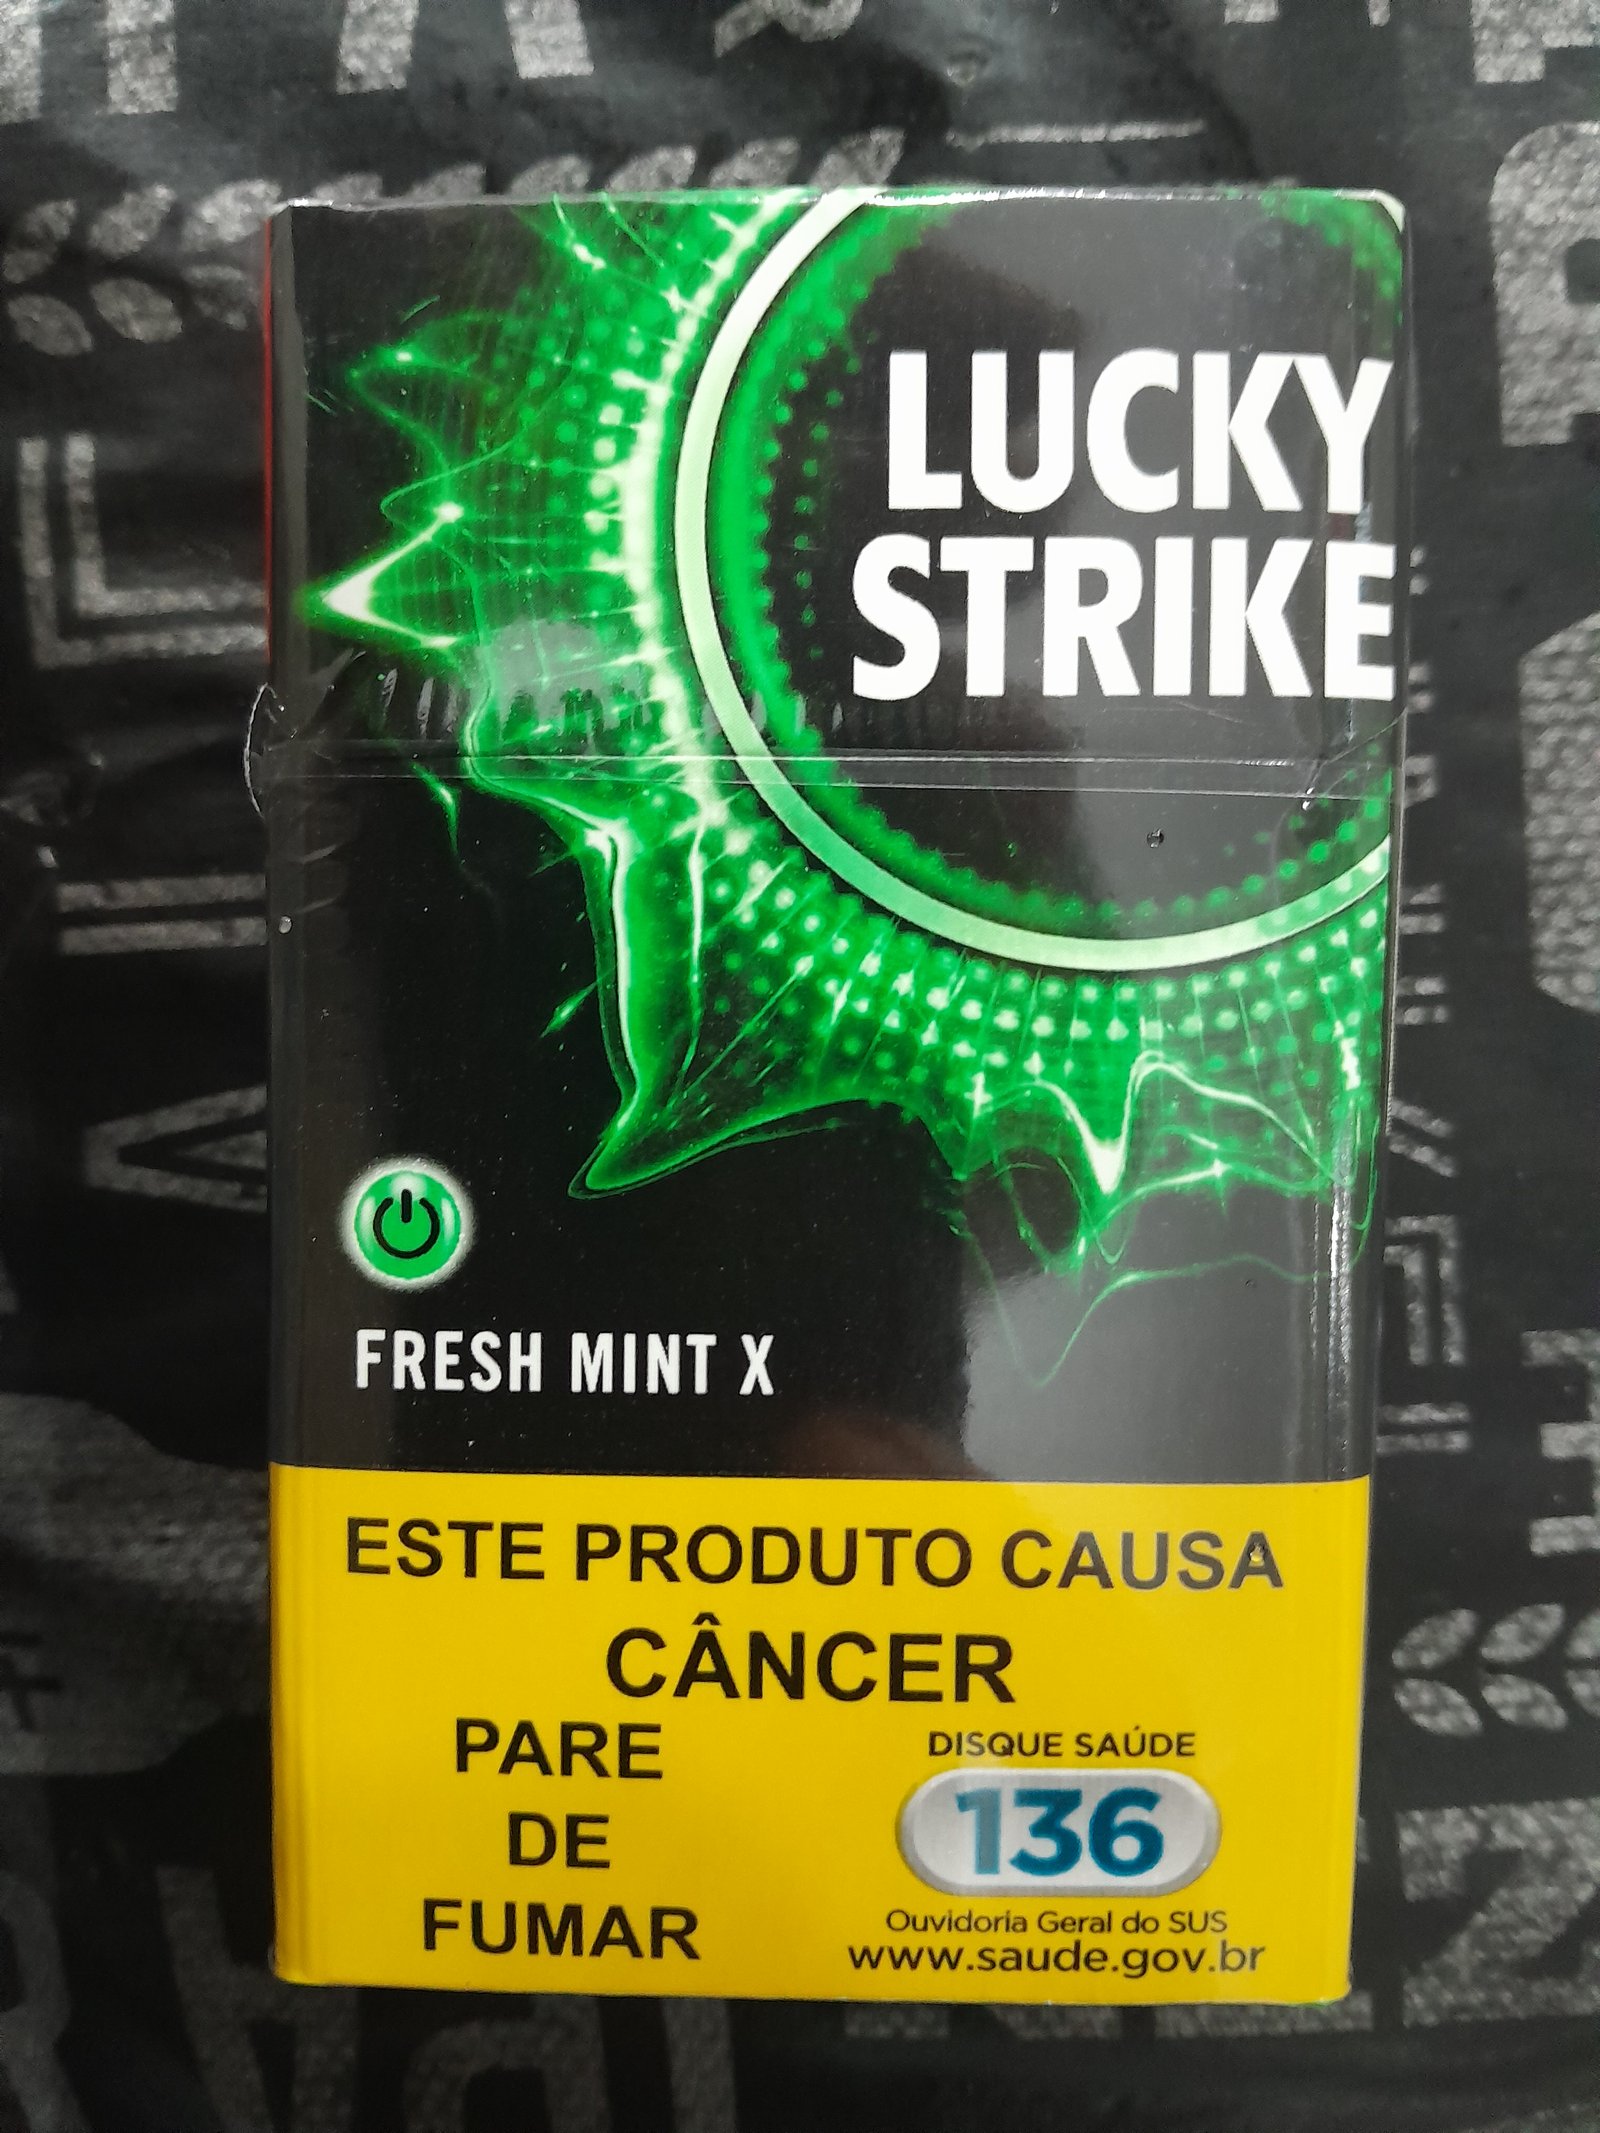 LUCKY
STRIKE
FRESH MINT X
ESTE PRODUTO CAUSA
CÂNCER
PARE
DE
FUMAR
DISQUE SAÚDE
136
Ouvidoria Geral do SUS
www.saude.gov.br